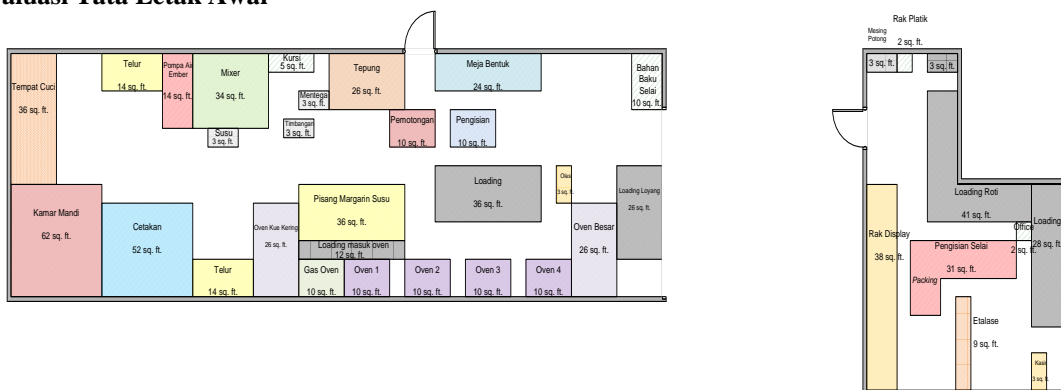 Tempat Cuci
36 sq. ft.
Telur
14 sq. ft.
Pompa Air
Ember
14 sq. ft.
Mixer
34 sq. ft.
Kursi
5 sq. ft.
Tepung
26 sq. ft.
Meja Bentuk
24 sq. ft.
Bahan
Baku
Selai
10 sq. ft.
Mentega
3 sq. ft.
Susu
3 sq. ft.
Timbangan
3 sq. ft.
Pemotongan
10 sq. ft.
Pengisian
10 sq. ft.
Kamar Mandi
62 sq. ft.
Cetakan
52 sq. ft.
Telur
14 sq. ft.
Oven Kue Kering
26 sq. ft.
Pisang Margarin Susu
36 sq. ft.
Loading masuk oven
12 sq. ft.
Loading
36 sq. ft.
Oles
3 sq. ft.
Loading Loyang
26 sq. ft.
Oven Besar
26 sq. ft.
Gas Oven
10 sq. ft.
Oven 1
10 sq. ft.
Oven 2
10 sq. ft.
Oven 3
10 sq. ft.
Oven 4
10 sq. ft.
Rak Platik
2 sq. ft.
Mesing
Potong
3 sq. ft.
3 sq. ft.
Loading Roti
41 sq. ft.
Rak Display
38 sq. ft.
Office
2 sq. ft.
Loading
28 sq. ft.
Pengisian Selai
31 sq. ft.
Packing
Etalase
9 sq. ft.
Kasir
3 sq. ft.